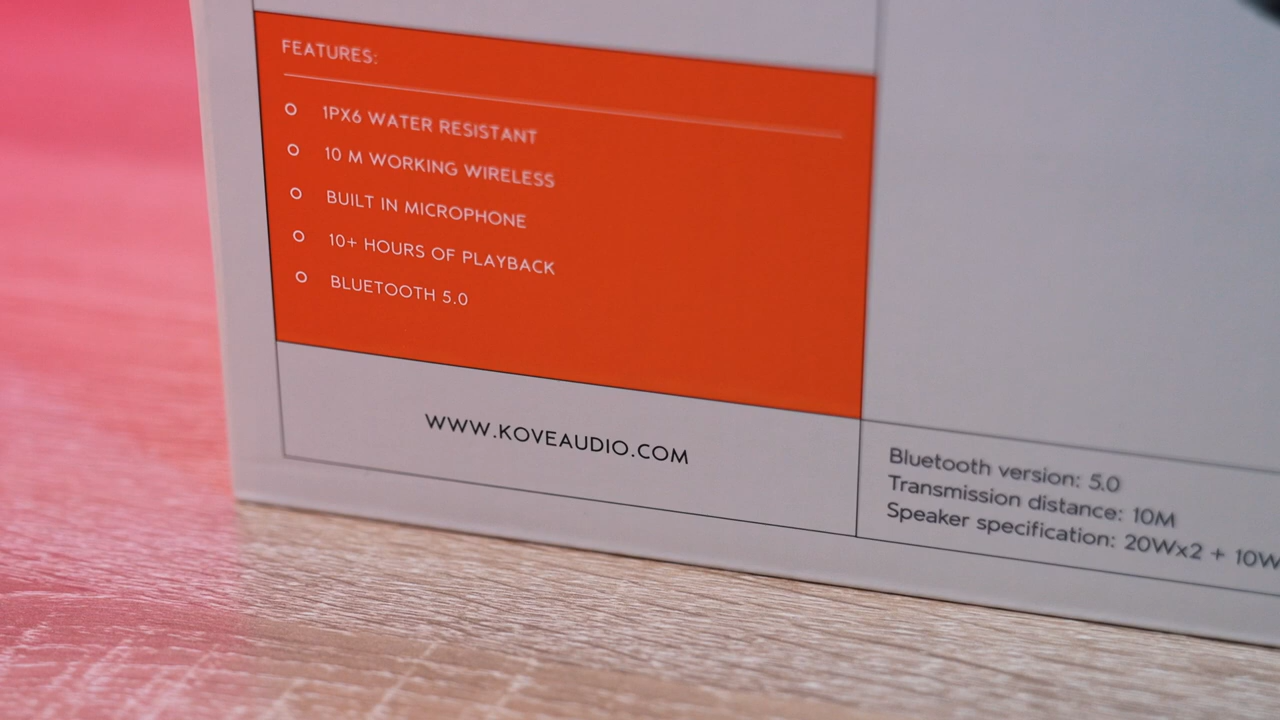 FEATURES:
1PX6 WATER RESISTANT
10 M WORKING WIRELESS
BUILT IN MICROPHONE
10+ HOURS OF PLAYBACK
BLUETOOTH 5.0
WWW.KOVEAUDIO.COM
Bluetooth version: 5.0
Transmission distance: 10M
Speaker specification: 20Wx2 + 10W